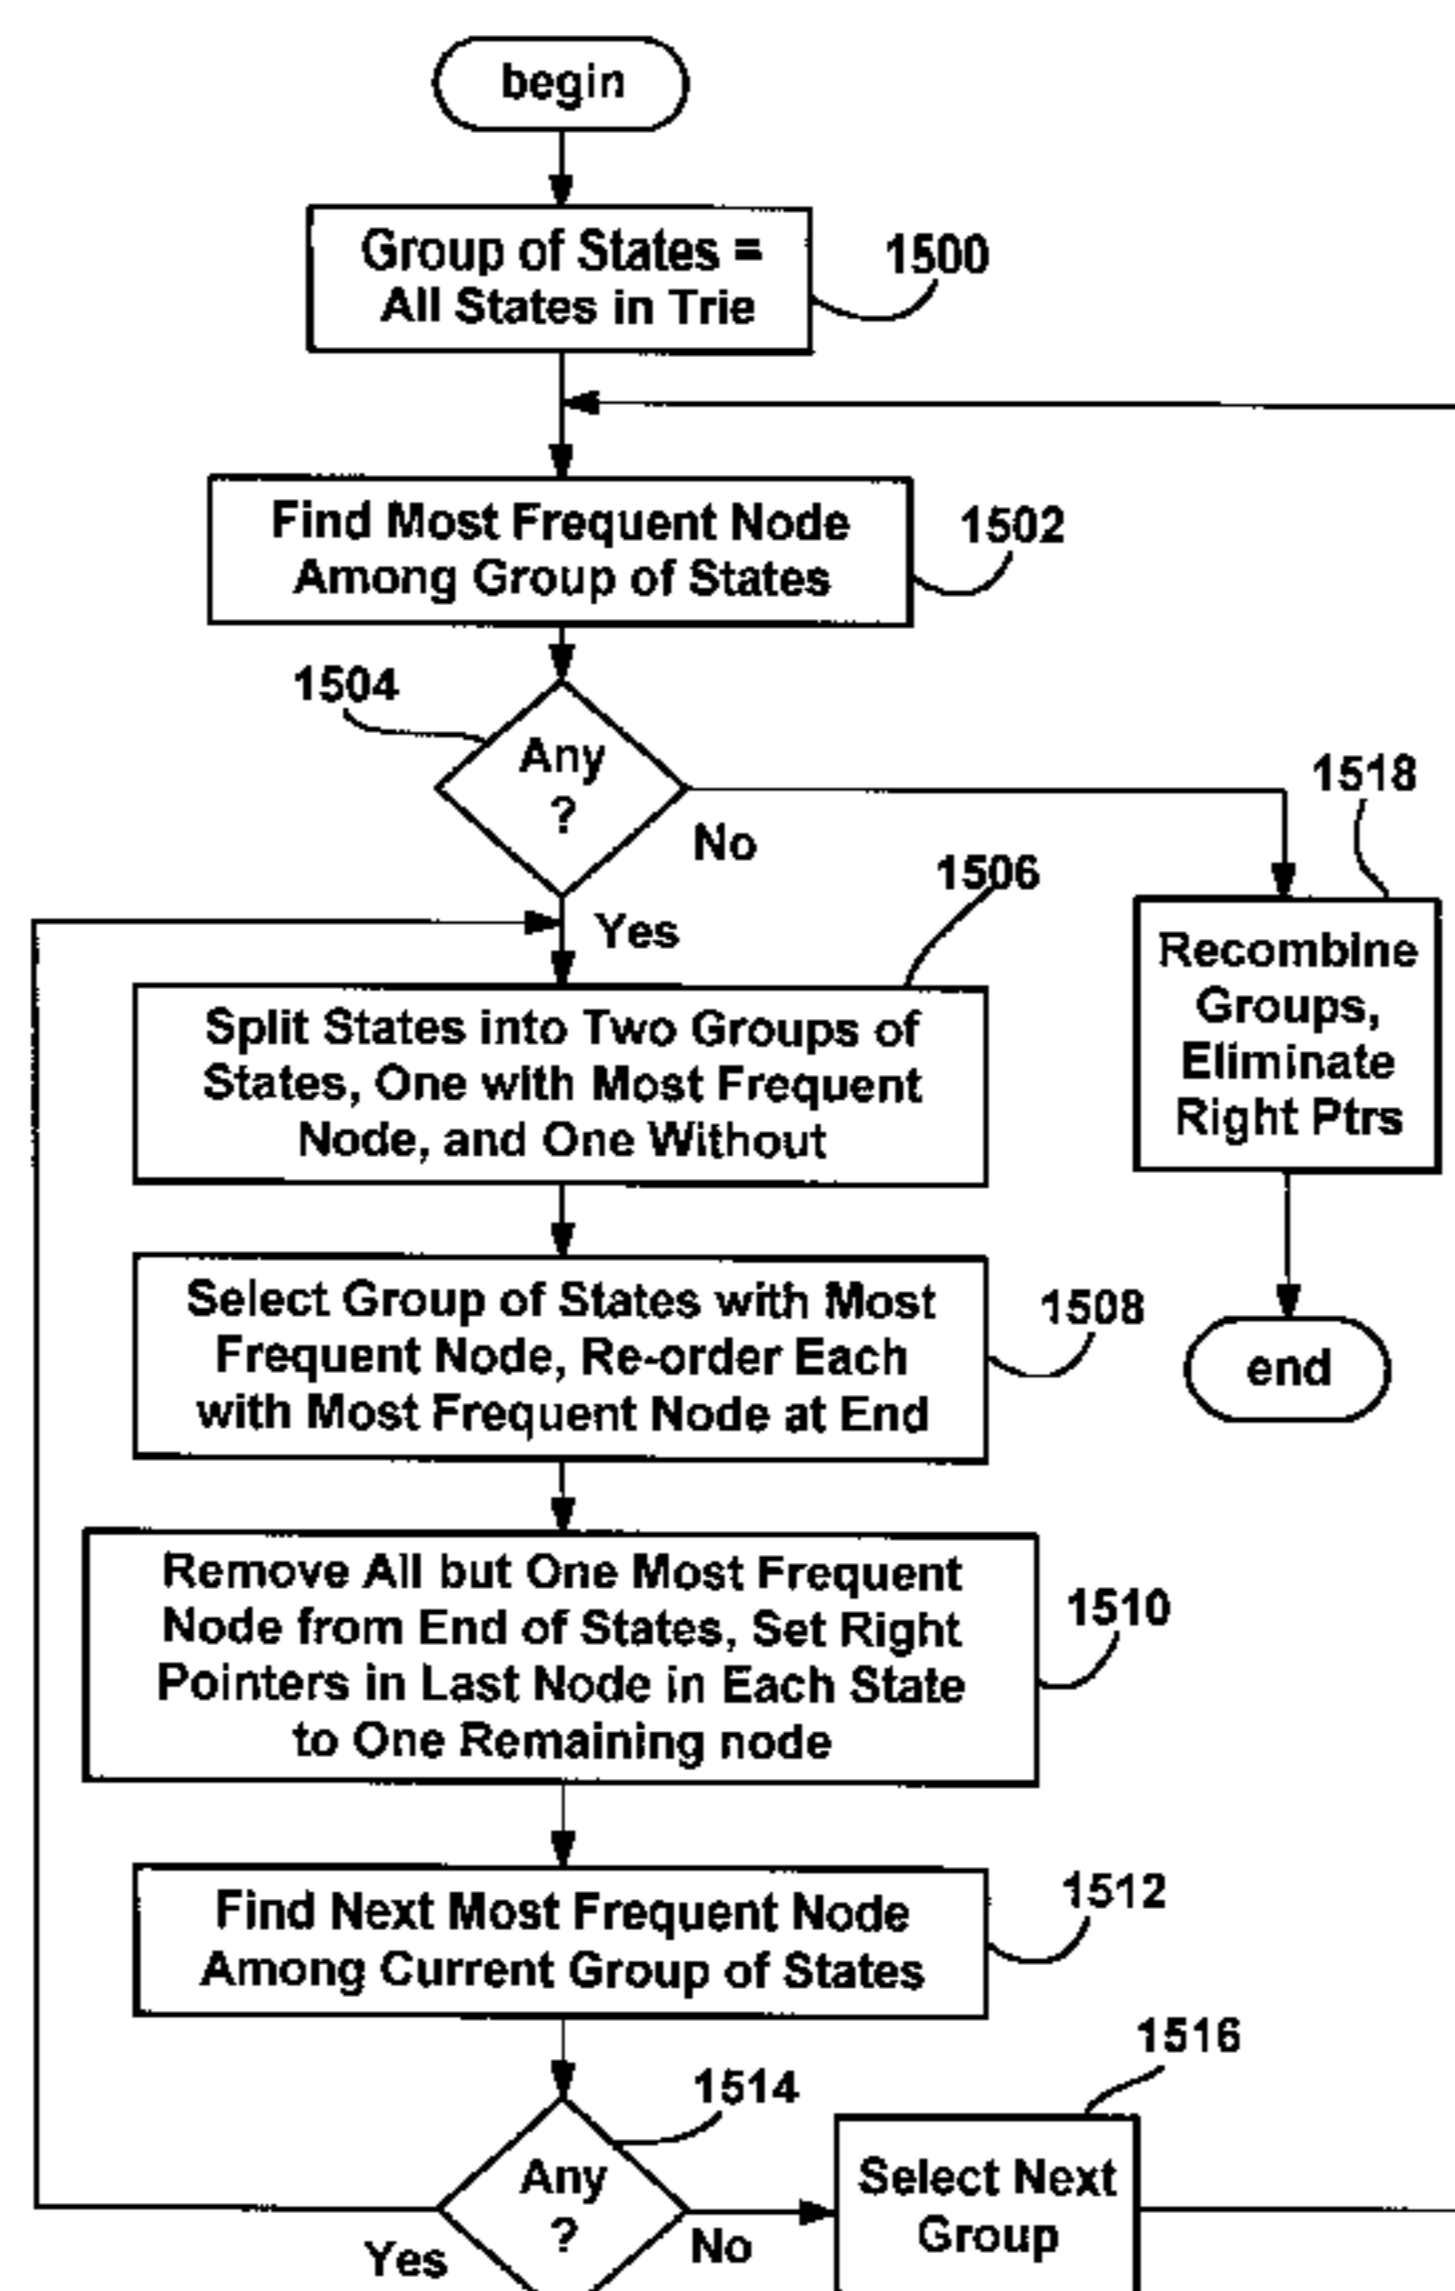 begin
Group of States =
All States in Trie
1500
Find Most Frequent Node
Among Group of States
1502
1504
Any
?
No
Yes
1518
Recombine
Groups,
Eliminate
Right Ptrs
end
1506
Split States into Two Groups of
States, One with Most Frequent
Node, and One Without
Select Group of States with Most
Frequent Node, Re-order Each
with Most Frequent Node at End
1508
Remove All but One Most Frequent
Node from End of States, Set Right
Pointers in Last Node in Each State
to One Remaining node
1510
Find Next Most Frequent Node
Among Current Group of States
1512
1514
Any
?
Yes
No
1516
Select Next
Group